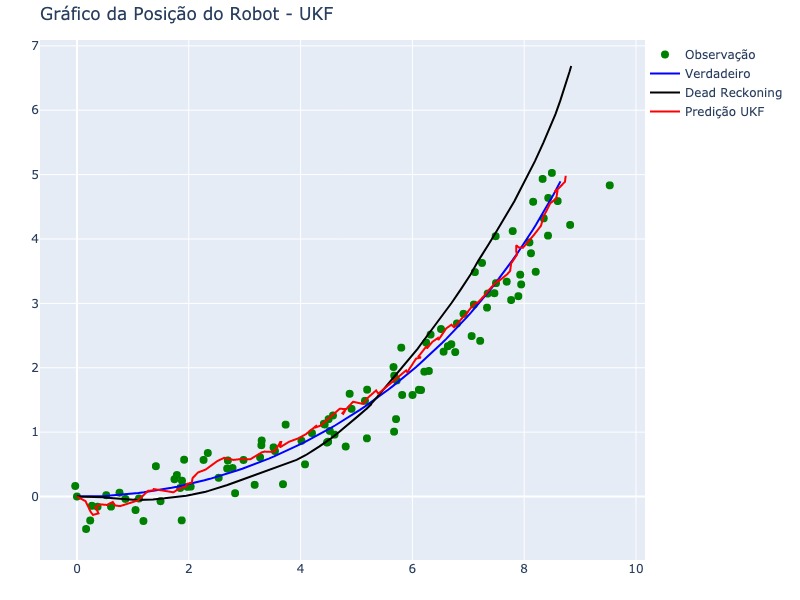 Gráfico da Posição do Robot - UKF
Observação
Verdadeiro
Dead Reckoning
Predição UKF
7
6
5
4
3
2
1
0
0 2 4 6 8 10